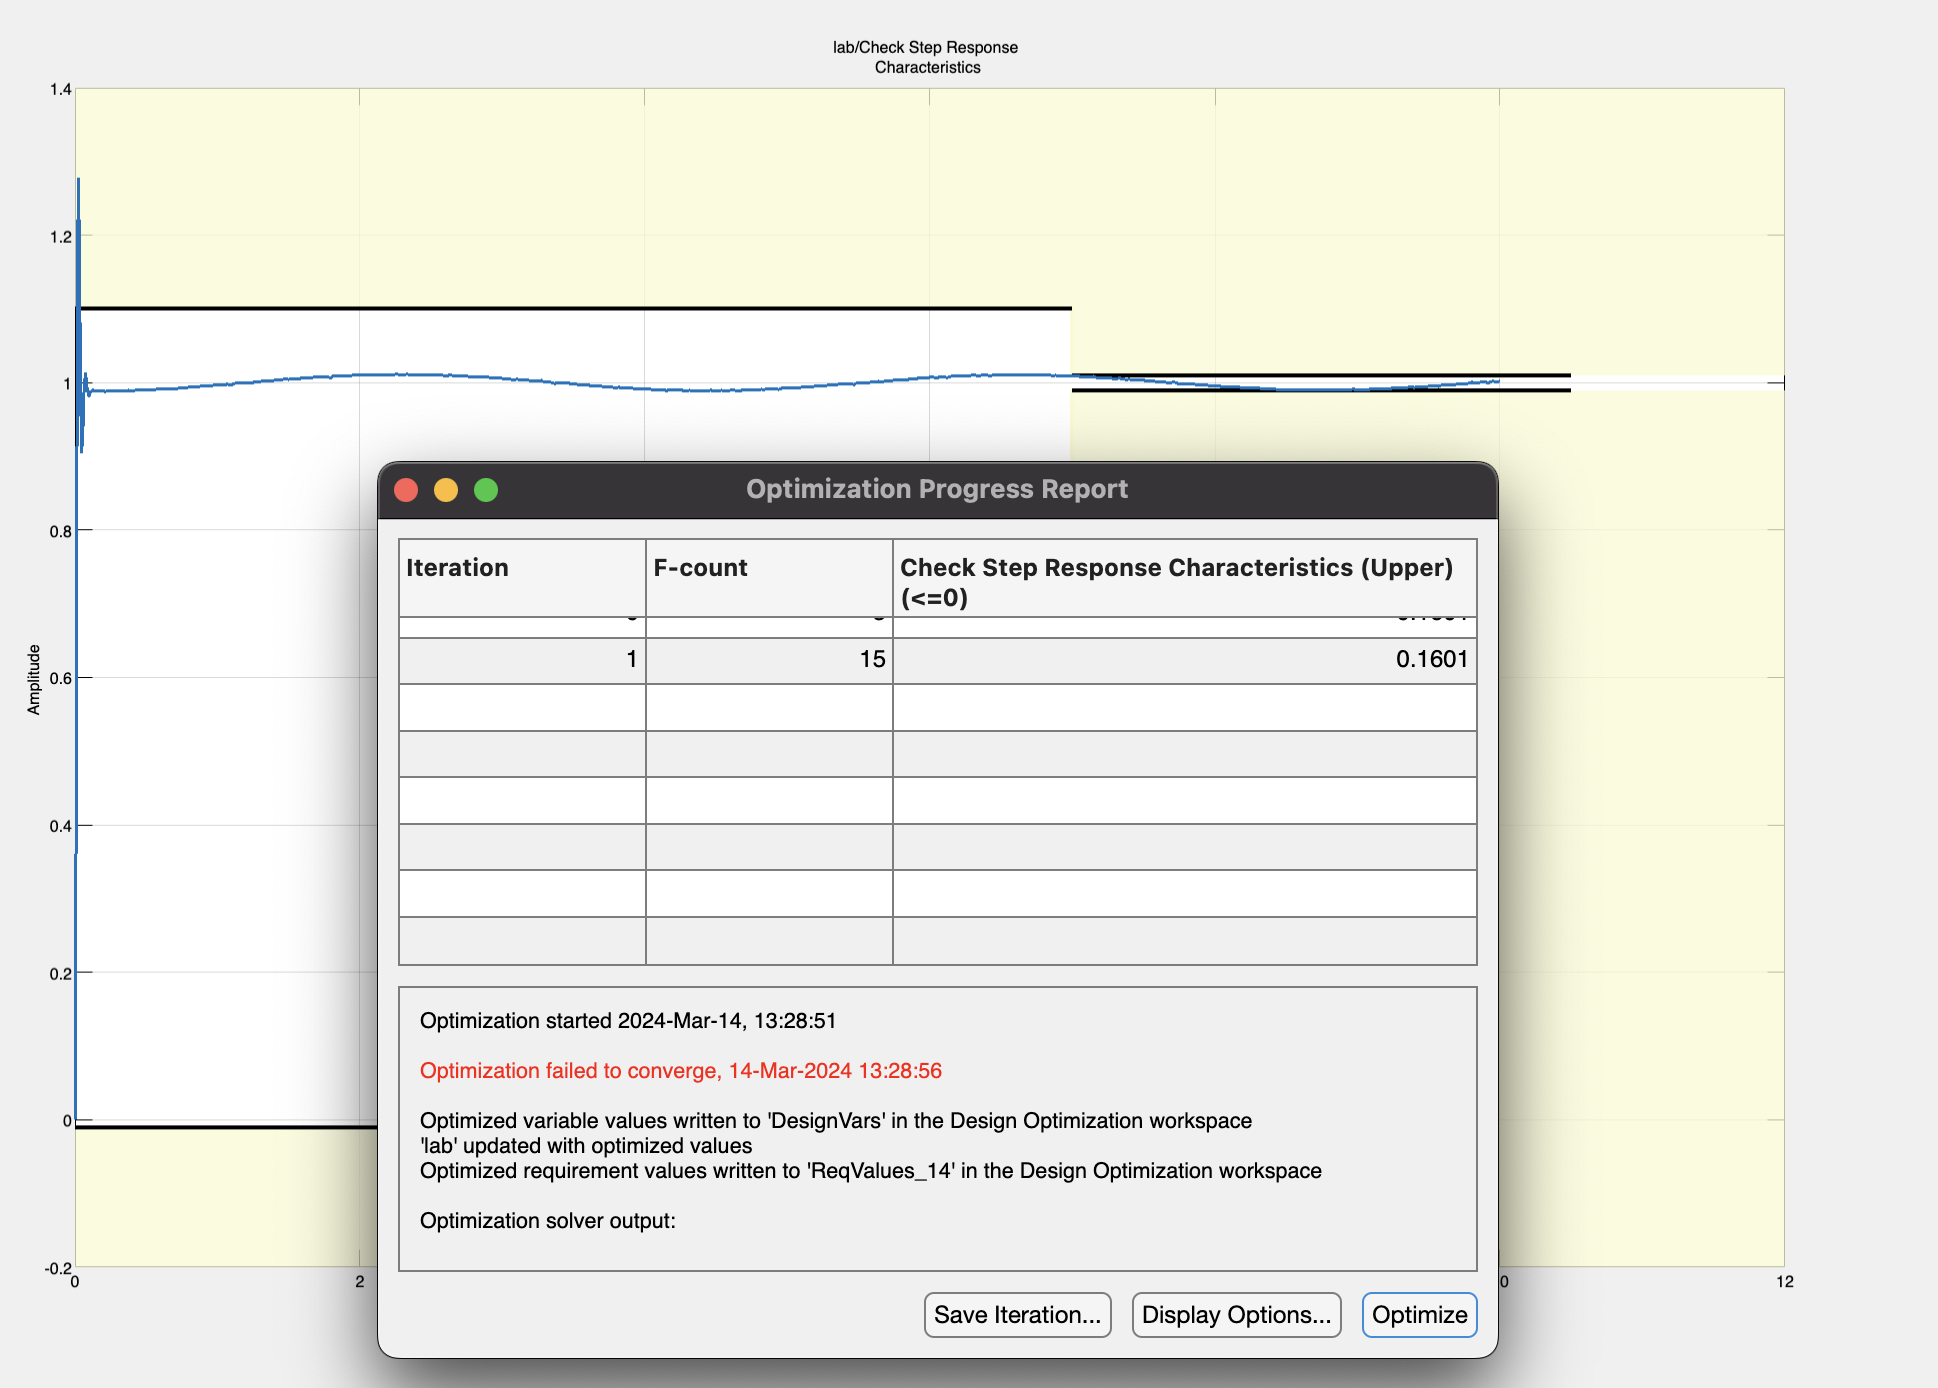 lab/Check Step Response
Characteristics
1.4
1.2
1
0.8
0.6
0.4
0.2
0
-0.2
Amplitude
0
2
0
12
Optimization Progress Report
Iteration F-count Check Step Response Characteristics (Upper)
(<=0)
1 15 0.1601
Optimization started 2024-Mar-14, 13:28:51
Optimization failed to converge, 14-Mar-2024 13:28:56
Optimized variable values written to 'DesignVars' in the Design Optimization workspace
'lab' updated with optimized values
Optimized requirement values written to 'ReqValues_14' in the Design Optimization workspace
Optimization solver output:
Save Iteration... Display Options... Optimize